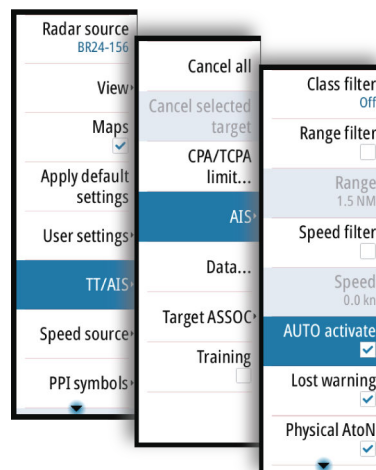 Radar source
BR24-156
View
Maps
Apply default
settings
User settings
TT/AIS
Speed source
PPI symbols
Cancel all
Cancel selected
target
CPA/TCPA
limit...
AIS
Data...
Target ASSOC
Training
Class filter
Off
Range filter
Range
1.5 NM
Speed filter
Speed
0.0 kn
AUTO activate
Lost warning
Physical AtoN